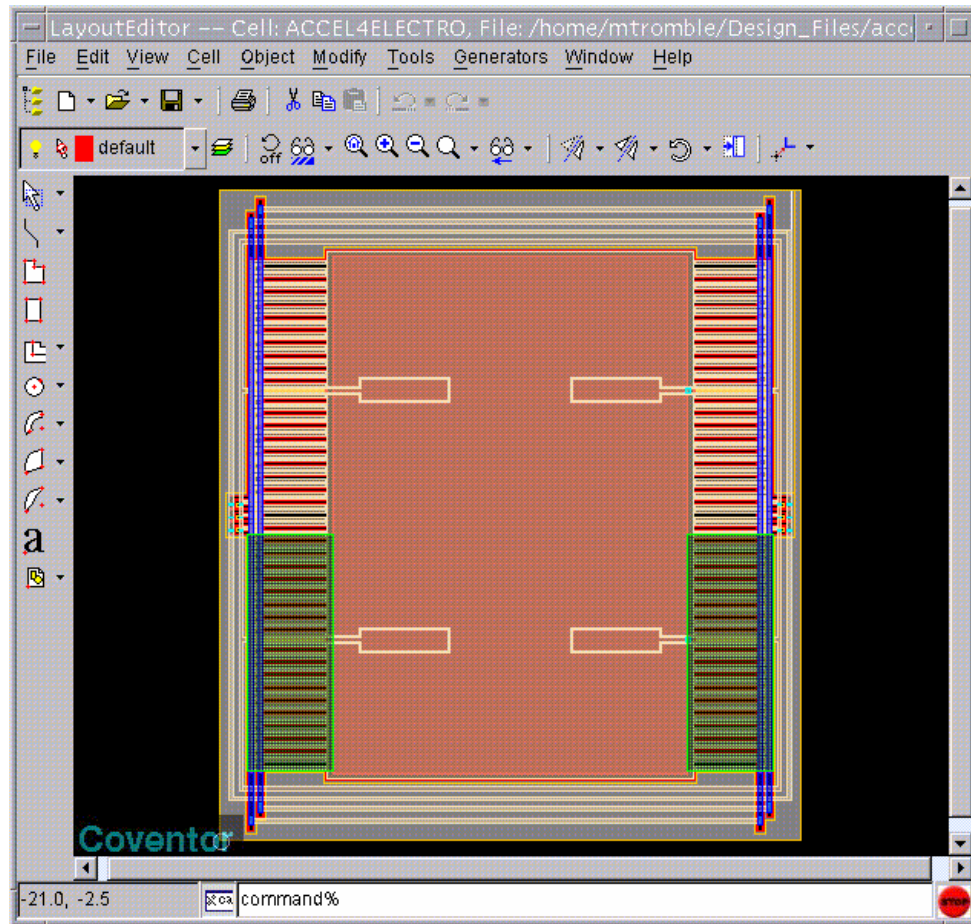 LayoutEditor -- Cell: ACCEL4ELECTRO, File: /home/mtromble/Design_Files/acc
File Edit View Cell Object Modify Tools Generators Window Help
default
off
a
Coventor
-21.0, -2.5
command%
STOP